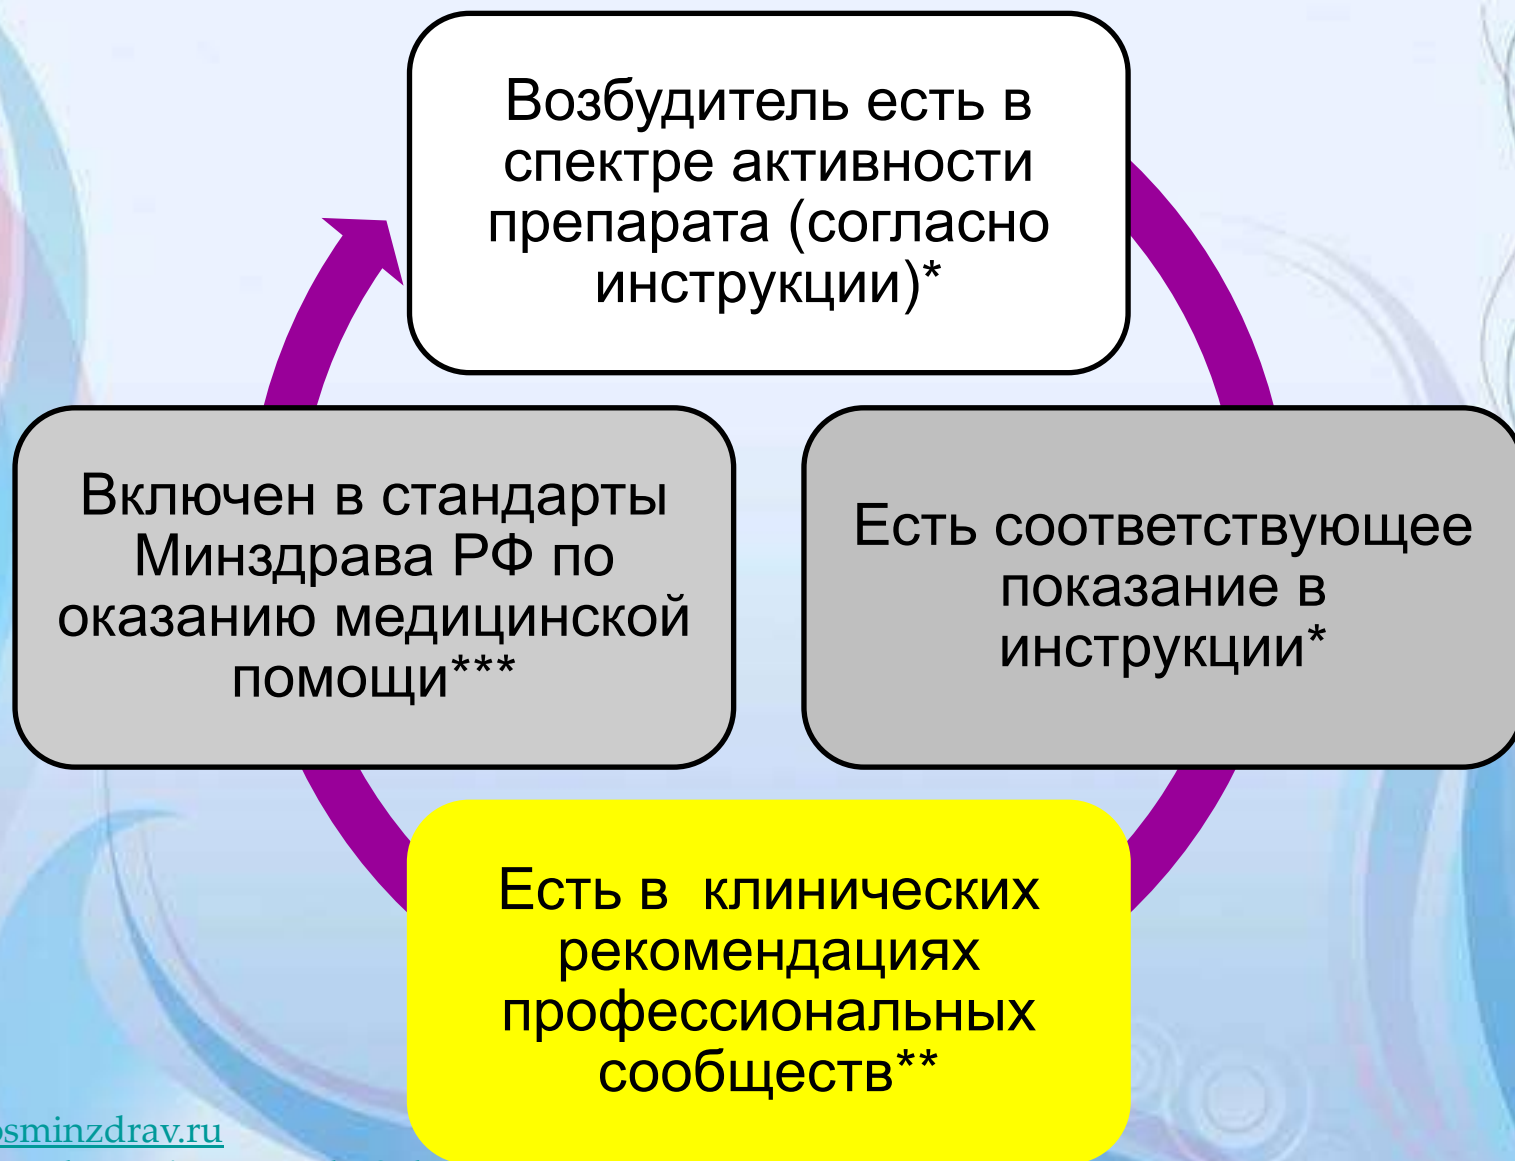 Возбудитель есть в
спектре активности
препарата (согласно
инструкции)*
Включен в стандарты
Минздрава РФ по
оказанию медицинской
помощи***
Есть соответствующее
показание в
инструкции*
Есть в  клинических
рекомендациях
профессиональных
сообществ**
osminzdrav.ru